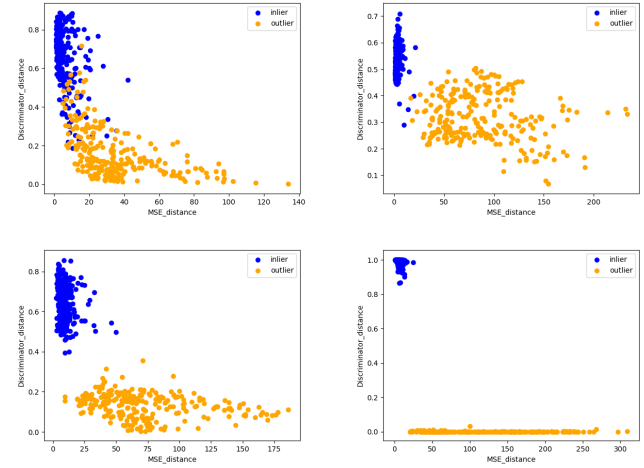 inlier
outlier
Discriminator_distance
0.8
0.6
0.4
0.2
0.0
0 20 40 60 80 100 120 140
MSE_distance
inlier
outlier
Discriminator_distance
0.7
0.6
0.5
0.4
0.3
0.2
0.1
0 50 100 150 200
MSE_distance
inlier
outlier
Discriminator_distance
0.8
0.6
0.4
0.2
0.0
0 25 50 75 100 125 150 175
MSE_distance
inlier
outlier
Discriminator_distance
1.0
0.8
0.6
0.4
0.2
0.0
0 50 100 150 200 250 300
MSE_distance